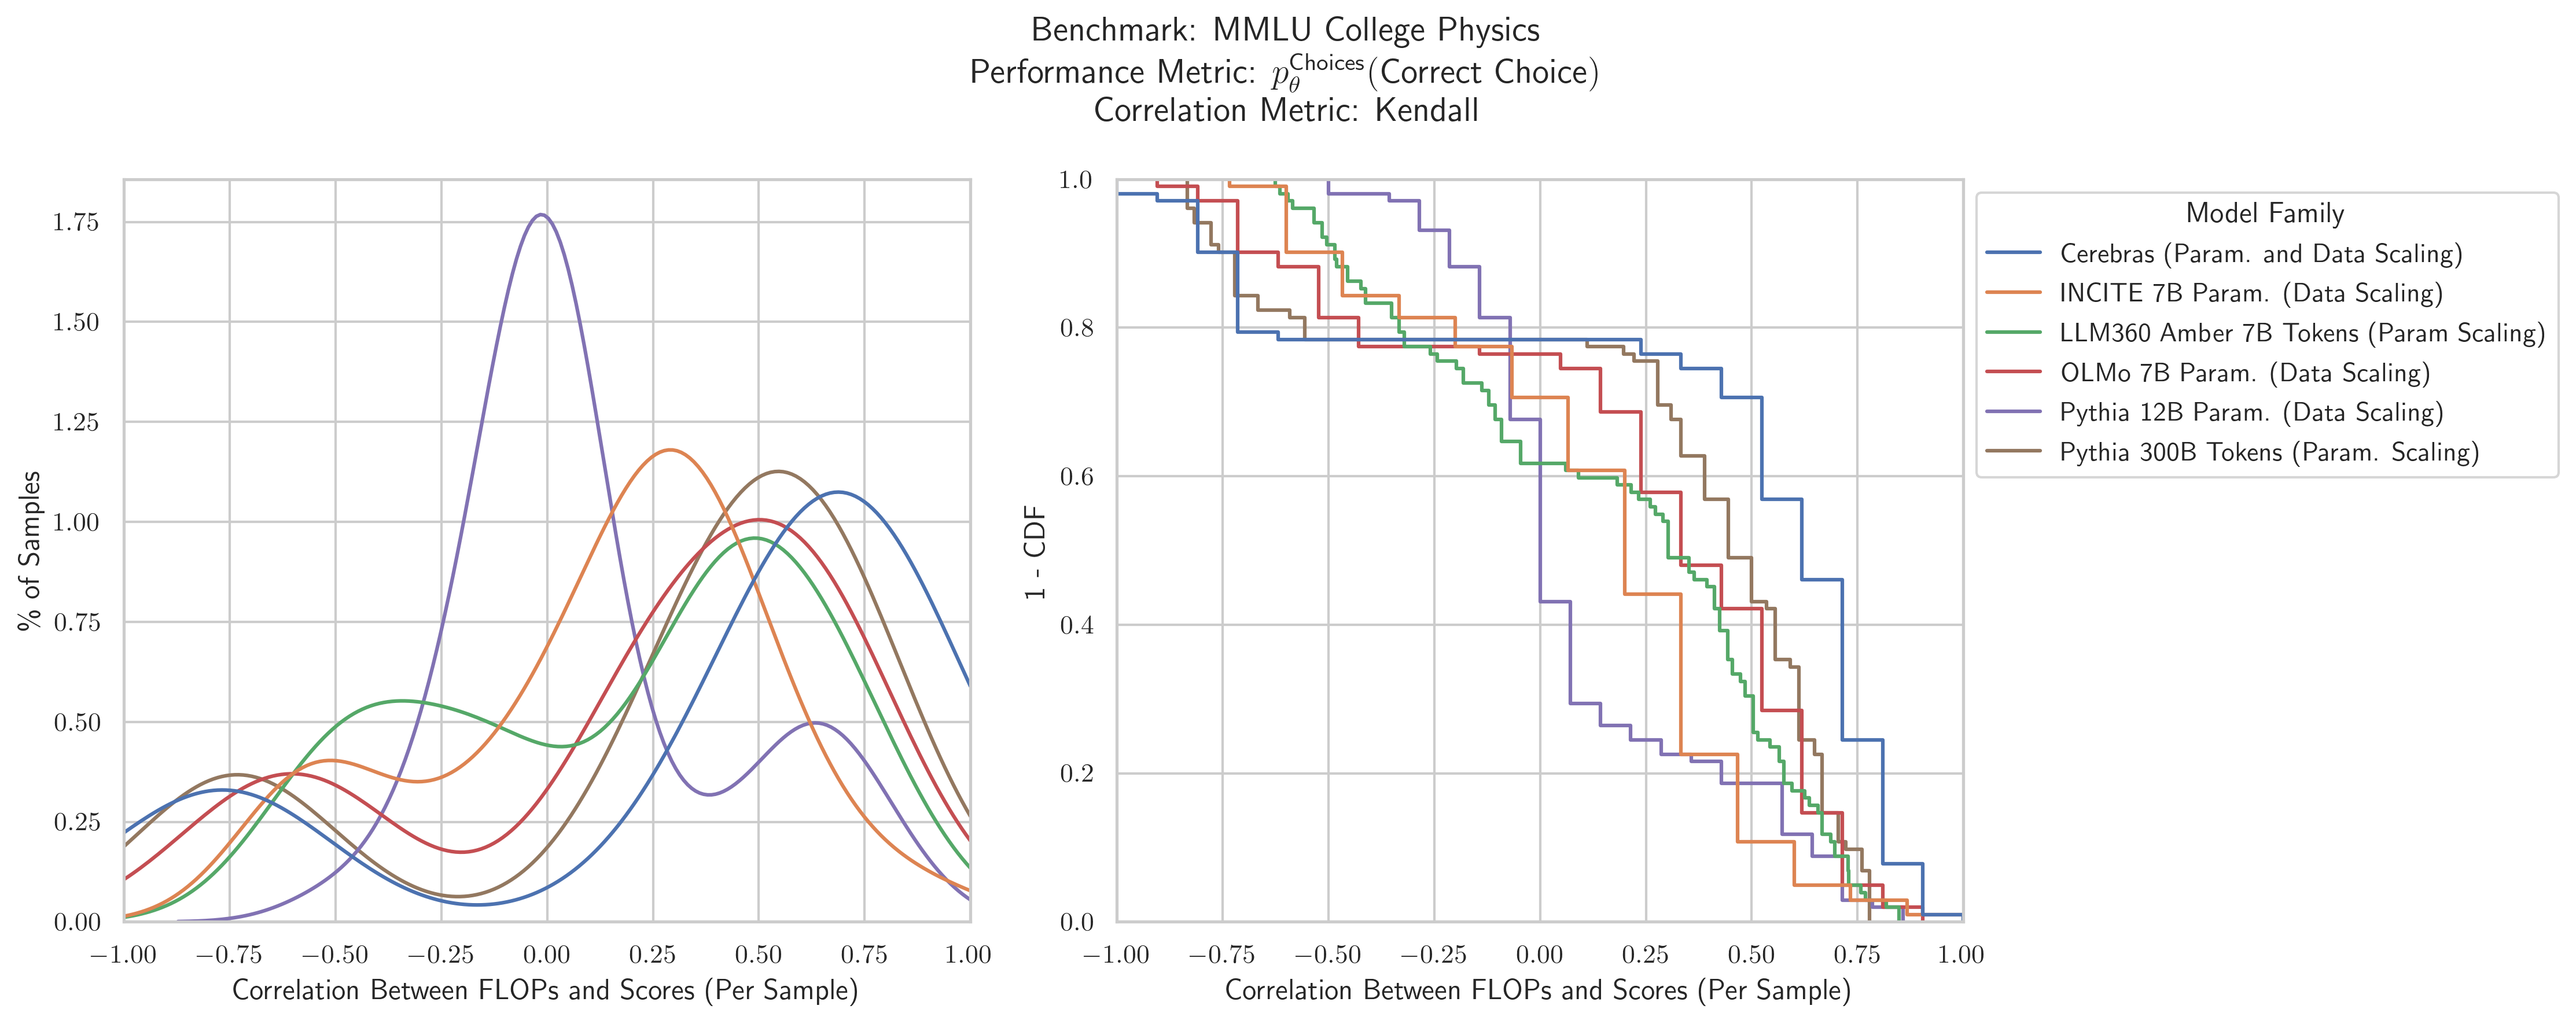 Benchmark: MMLU College Physics
Performance Metric: $p_\theta^{\text{Choices}}$(Correct Choice)
Correlation Metric: Kendall
% of Samples
1.75
1.50
1.25
1.00
0.75
0.50
0.25
0.00
−1.00 −0.75 −0.50 −0.25 0.00 0.25 0.50 0.75 1.00
Correlation Between FLOPs and Scores (Per Sample)
1 - CDF
1.0
0.8
0.6
0.4
0.2
0.0
−1.00 −0.75 −0.50 −0.25 0.00 0.25 0.50 0.75 1.00
Correlation Between FLOPs and Scores (Per Sample)
Model Family
Cerebras (Param. and Data Scaling)
INCITE 7B Param. (Data Scaling)
LLM360 Amber 7B Tokens (Param Scaling)
OLMo 7B Param. (Data Scaling)
Pythia 12B Param. (Data Scaling)
Pythia 300B Tokens (Param. Scaling)